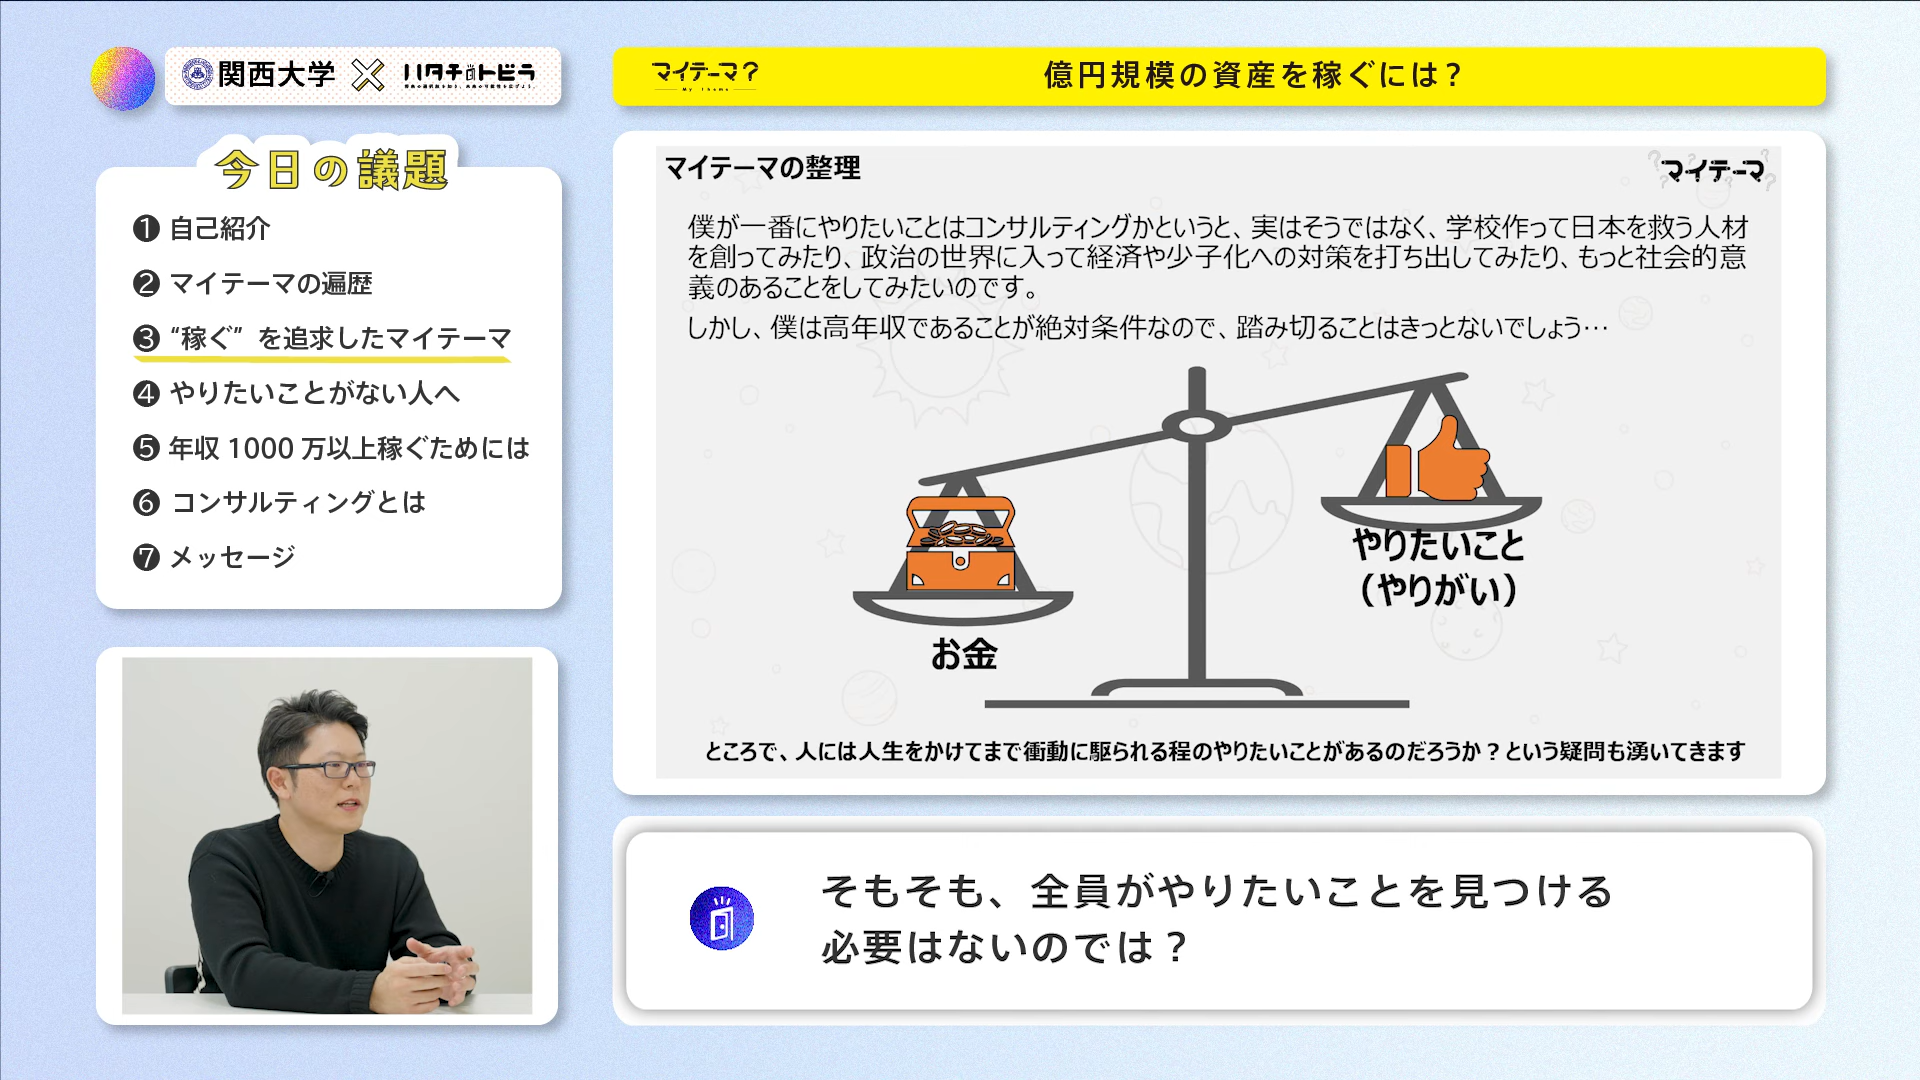 関西大学
ハタチのトビラ
マイテーマ?
My Theme
億円規模の資産を稼ぐには?
今日の議題
❶ 自己紹介
❷ マイテーマの遍歴
❸ “稼ぐ” を追求したマイテーマ
❹ やりたいことがない人へ
❺ 年収 1000 万以上稼ぐためには
❻ コンサルティングとは
❼ メッセージ
マイテーマの整理
マイテーマ
僕が一番にやりたいことはコンサルティングかというと、実はそうではなく、学校作って日本を救う人材
を創ってみたり、政治の世界に入って経済や少子化への対策を打ち出してみたり、もっと社会的意
義のあることをしてみたいのです。
しかし、僕は高年収であることが絶対条件なので、踏み切ることはきっとないでしょう…
やりたいこと
（やりがい）
お金
ところで、人には人生をかけてまで衝動に駆られる程のやりたいことがあるのだろうか？という疑問も湧いてきます
そもそも、全員がやりたいことを見つける
必要はないのでは？